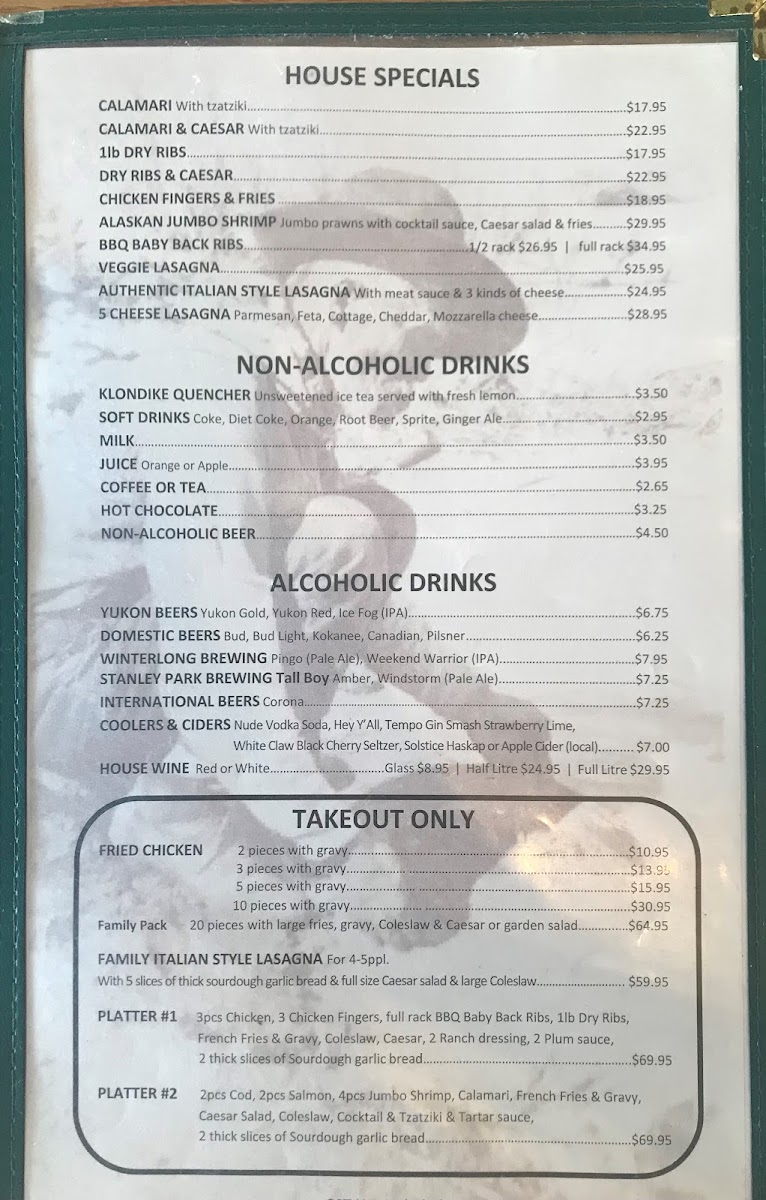 HOUSE SPECIALS
CALAMARI With tzatziki...$17.95
CALAMARI & CAESAR With tzatziki...$22.95
1lb DRY RIBS...$17.95
DRY RIBS & CAESAR...$22.95
CHICKEN FINGERS & FRIES...$18.95
ALASKAN JUMBO SHRIMP Jumbo prawns with cocktail sauce, Caesar salad & fries...$29.95
BBQ BABY BACK RIBS...1/2 rack $26.95 | full rack $34.95
VEGGIE LASAGNA...$25.95
AUTHENTIC ITALIAN STYLE LASAGNA With meat sauce & 3 kinds of cheese...$24.95
5 CHEESE LASAGNA Parmesan, Feta, Cottage, Cheddar, Mozzarella cheese...$28.95
NON-ALCOHOLIC DRINKS
KLONDIKE QUENCHER Unsweetened ice tea served with fresh lemon...$3.50
SOFT DRINKS Coke, Diet Coke, Orange, Root Beer, Sprite, Ginger Ale...$2.95
MILK...$3.50
JUICE Orange or Apple...$3.95
COFFEE OR TEA...$2.65
HOT CHOCOLATE...$3.25
NON-ALCOHOLIC BEER...$4.50
ALCOHOLIC DRINKS
YUKON BEERS Yukon Gold, Yukon Red, Ice Fog (IPA)...$6.75
DOMESTIC BEERS Bud, Bud Light, Kokanee, Canadian, Pilsner...$6.25
WINTERLONG BREWING Pingo (Pale Ale), Weekend Warrior (IPA)...$7.95
STANLEY PARK BREWING Tall Boy Amber, Windstorm (Pale Ale)...$7.25
INTERNATIONAL BEERS Corona...$7.25
COOLERS & CIDERS Nude Vodka Soda, Hey Y'All, Tempo Gin Smash Strawberry Lime,
White Claw Black Cherry Seltzer, Solstice Haskap or Apple Cider (local)...$7.00
HOUSE WINE Red or White...Glass $8.95 | Half Litre $24.95 | Full Litre $29.95
TAKEOUT ONLY
FRIED CHICKEN 2 pieces with gravy...$10.95
3 pieces with gravy...$13.95
5 pieces with gravy...$15.95
10 pieces with gravy...$30.95
Family Pack 20 pieces with large fries, gravy, Coleslaw & Caesar or garden salad...$64.95
FAMILY ITALIAN STYLE LASAGNA For 4-5ppl.
With 5 slices of thick sourdough garlic bread & full size Caesar salad & large Coleslaw...$59.95
PLATTER #1 3pcs Chicken, 3 Chicken Fingers, full rack BBQ Baby Back Ribs, 1lb Dry Ribs,
French Fries & Gravy, Coleslaw, Caesar, 2 Ranch dressing, 2 Plum sauce,
2 thick slices of Sourdough garlic bread...$69.95
PLATTER #2 2pcs Cod, 2pcs Salmon, 4pcs Jumbo Shrimp, Calamari, French Fries & Gravy,
Caesar Salad, Coleslaw, Cocktail & Tzatziki & Tartar sauce,
2 thick slices of Sourdough garlic bread...$69.95